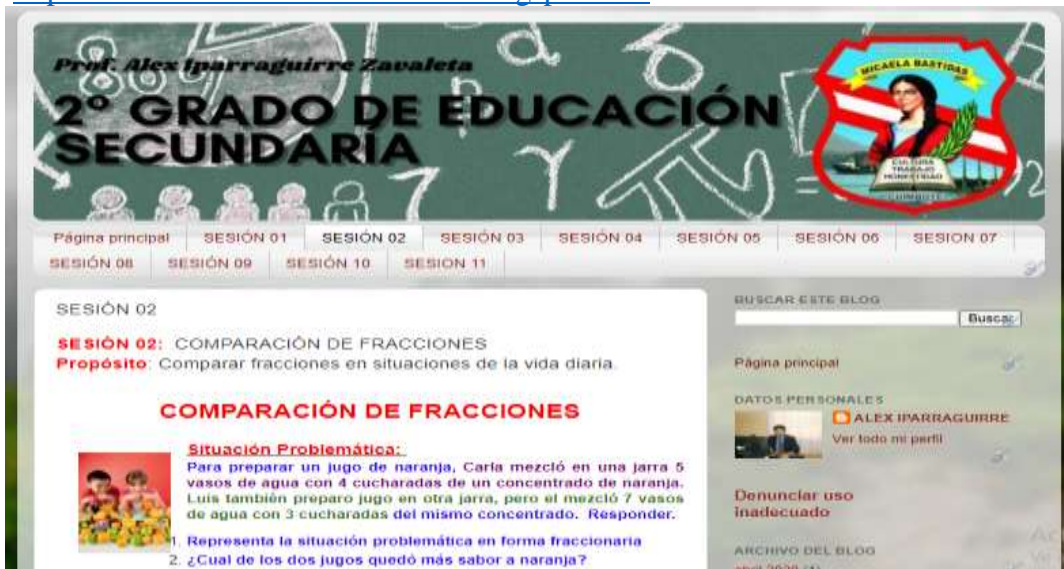 Prof. Alex Iparraguirre Zavaleta
2° GRADO DE EDUCACIÓN
SECUNDARIA
MICAELA BASTIDAS
CULTURA
TRABAJO
HONESTIDAD
CHIMBOTE
Página principal SESIÓN 01 SESIÓN 02 SESIÓN 03 SESIÓN 04 SESIÓN 05 SESIÓN 06 SESION 07
SESIÓN 08 SESIÓN 09 SESIÓN 10 SESION 11
SESIÓN 02
SESIÓN 02: COMPARACIÓN DE FRACCIONES
Propósito: Comparar fracciones en situaciones de la vida diaria.
COMPARACIÓN DE FRACCIONES
Situación Problemática:
Para preparar un jugo de naranja, Carla mezcló en una jarra 5
vasos de agua con 4 cucharadas de un concentrado de naranja.
Luis también preparo jugo en otra jarra, pero el mezcló 7 vasos
de agua con 3 cucharadas del mismo concentrado. Responder.
1. Representa la situación problemática en forma fraccionaria
2. ¿Cual de los dos jugos quedó más sabor a naranja?
BUSCAR ESTE BLOG
Buscar
Página principal
DATOS PERSONALES
ALEX IPARRAGUIRRE
Ver todo mi perfil
Denunciar uso
inadecuado
ARCHIVO DEL BLOG